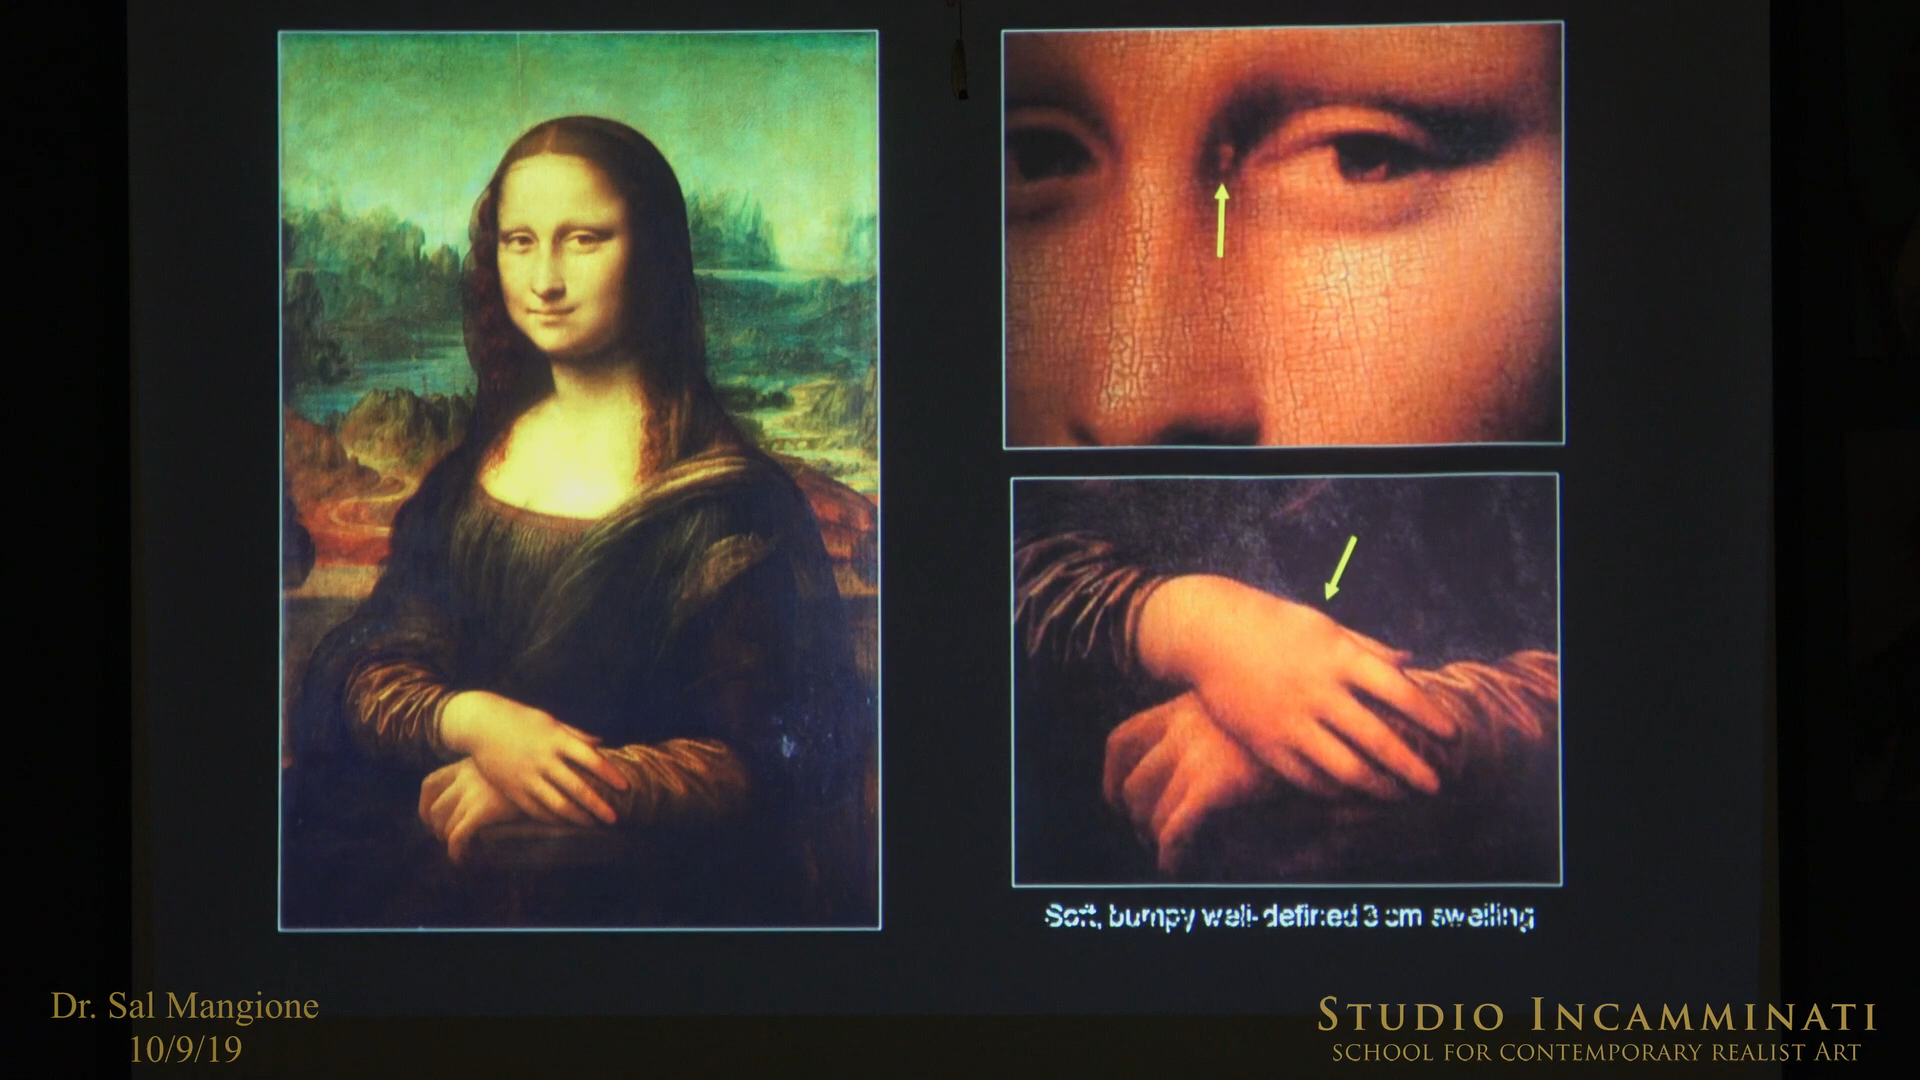 Soft, bumpy well-defined 3 cm swelling
Dr. Sal Mangione
10/9/19
STUDIO INCAMMINATI
SCHOOL FOR CONTEMPORARY REALIST ART